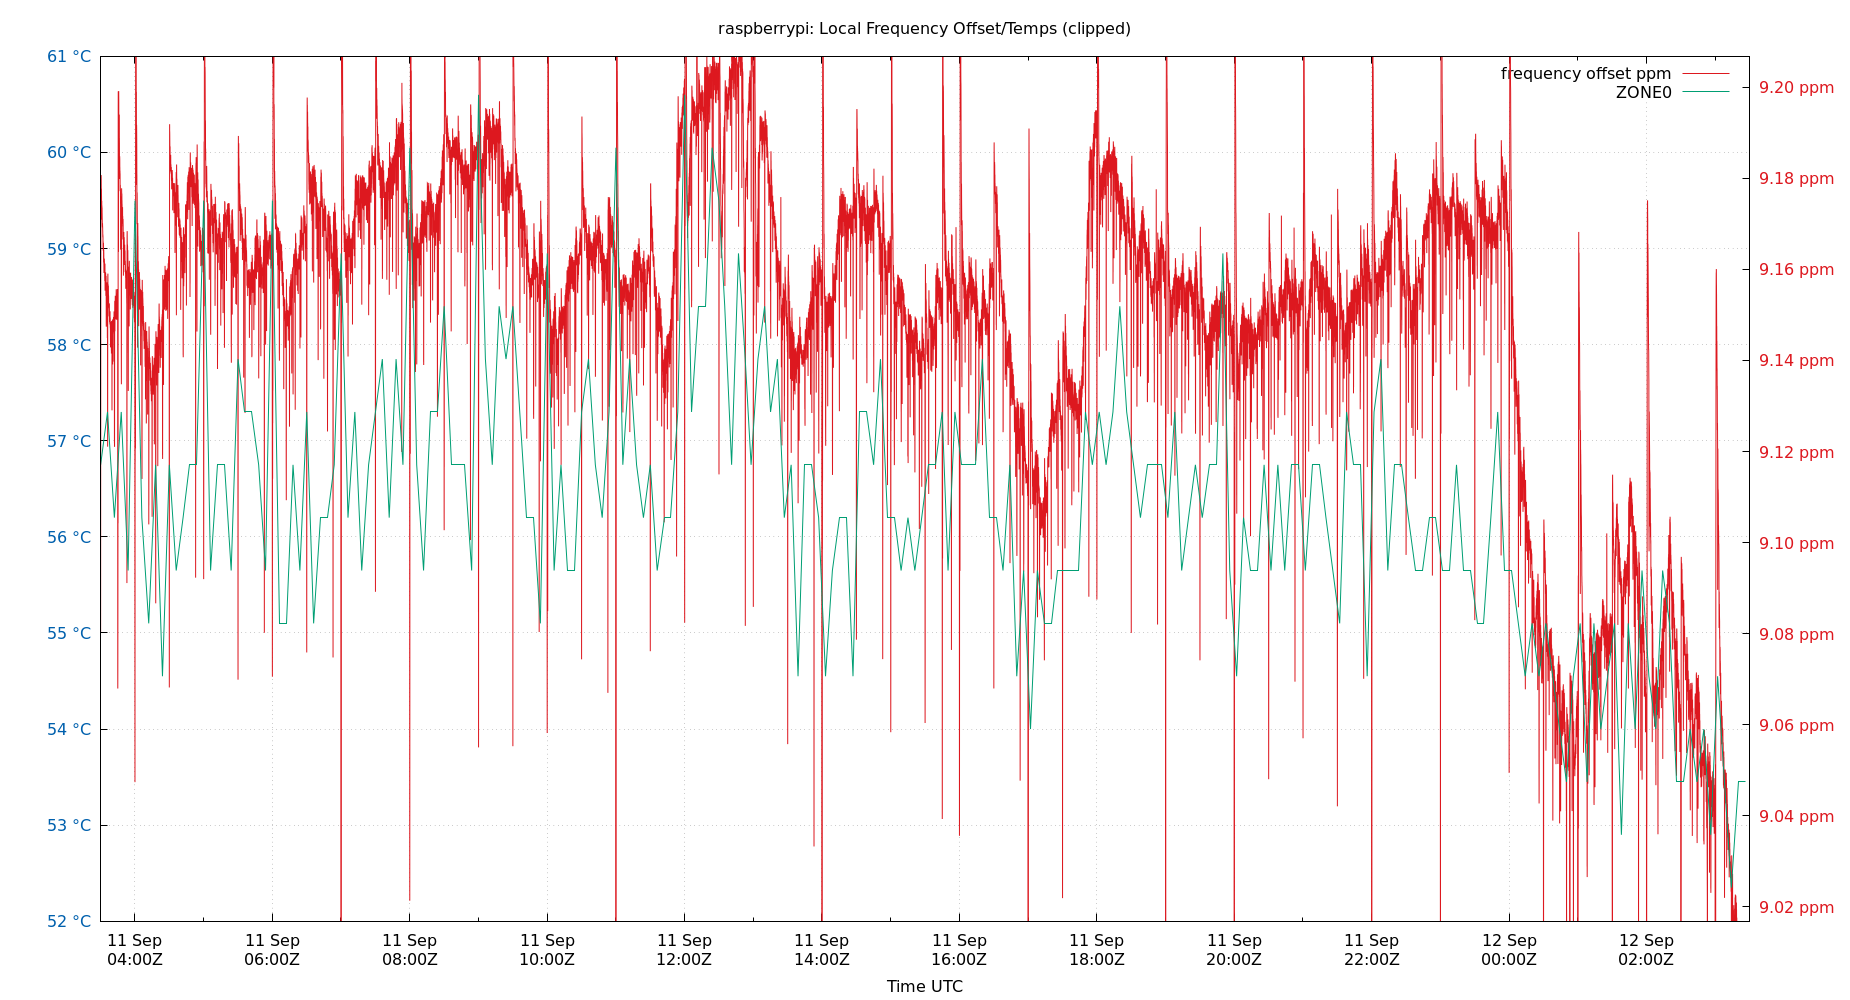 raspberrypi: Local Frequency Offset/Temps (clipped)
61 °C
60 °C
59 °C
58 °C
57 °C
56 °C
55 °C
54 °C
53 °C
52 °C
frequency offset ppm
ZONE0
9.20 ppm
9.18 ppm
9.16 ppm
9.14 ppm
9.12 ppm
9.10 ppm
9.08 ppm
9.06 ppm
9.04 ppm
9.02 ppm
11 Sep 11 Sep 11 Sep 11 Sep 11 Sep 11 Sep 11 Sep 11 Sep 11 Sep 11 Sep 12 Sep 12 Sep
04:00Z 06:00Z 08:00Z 10:00Z 12:00Z 14:00Z 16:00Z 18:00Z 20:00Z 22:00Z 00:00Z 02:00Z
Time UTC